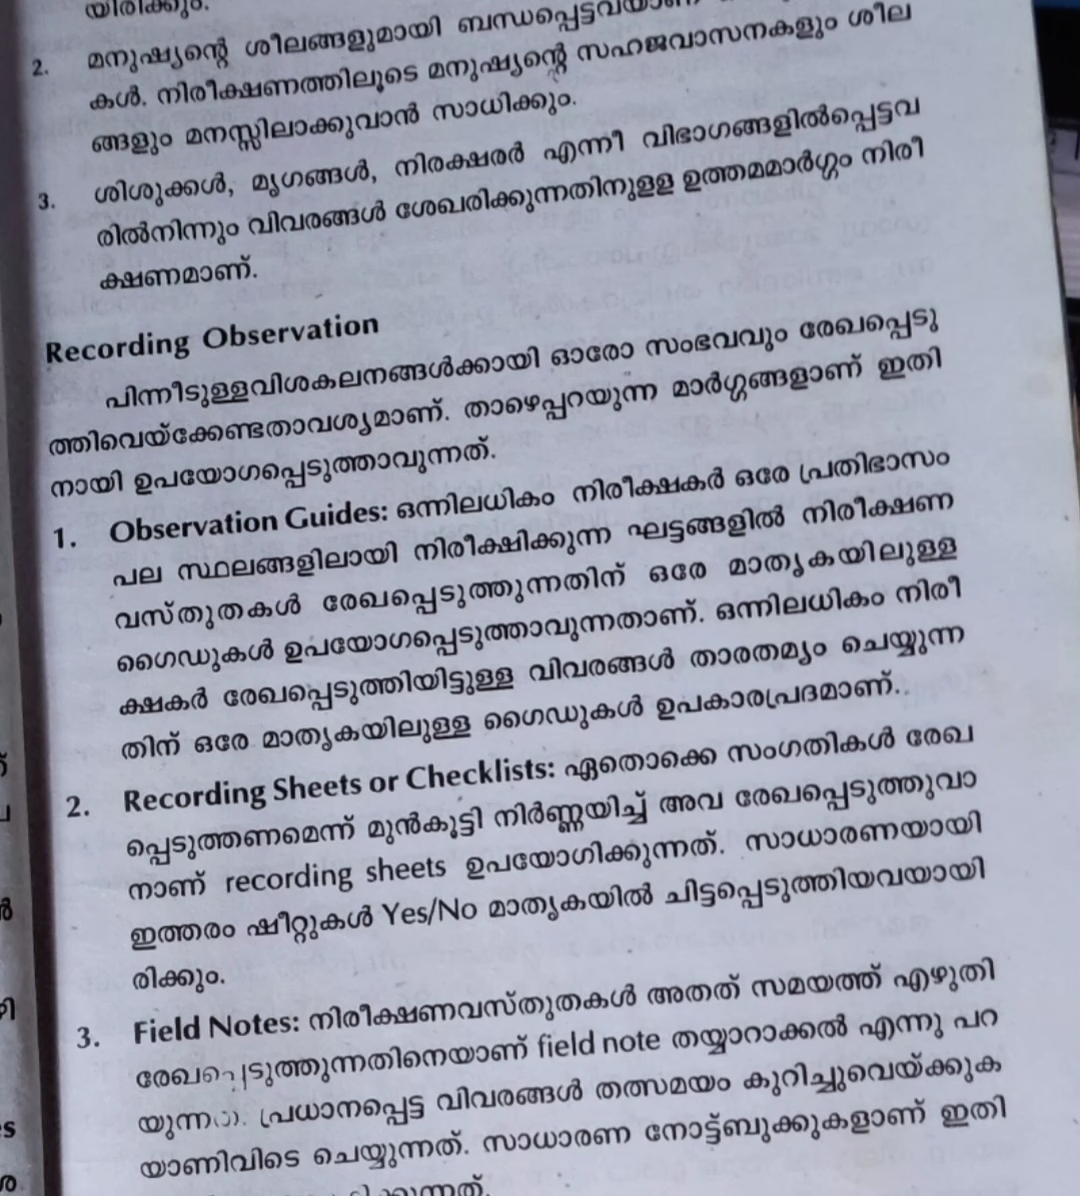 യിരിക്കും.
2. മനുഷ്യന്റെ ശീലങ്ങളുമായി ബന്ധപ്പെട്ടവയാണ്
കൾ. നിരീക്ഷണത്തിലൂടെ മനുഷ്യന്റെ സഹജവാസനകളും ശീല
ങ്ങളും മനസ്സിലാക്കുവാൻ സാധിക്കും.
3. ശിശുക്കൾ, മൃഗങ്ങൾ, നിരക്ഷരർ എന്നീ വിഭാഗങ്ങളിൽപ്പെട്ടവ
രിൽനിന്നും വിവരങ്ങൾ ശേഖരിക്കുന്നതിനുളള ഉത്തമമാർഗ്ഗം നിരീ
ക്ഷണമാണ്.
Recording Observation
പിന്നീടുള്ളവിശകലനങ്ങൾക്കായി ഓരോ സംഭവവും രേഖപ്പെടു
ത്തിവെയ്ക്കേണ്ടതാവശ്യമാണ്. താഴെപ്പറയുന്ന മാർഗ്ഗങ്ങളാണ് ഇതി
നായി ഉപയോഗപ്പെടുത്താവുന്നത്.
1. Observation Guides: ഒന്നിലധികം നിരീക്ഷകർ ഒരേ പ്രതിഭാസം
പല സ്ഥലങ്ങളിലായി നിരീക്ഷിക്കുന്ന ഘട്ടങ്ങളിൽ നിരീക്ഷണ
വസ്തുതകൾ രേഖപ്പെടുത്തുന്നതിന് ഒരേ മാതൃകയിലുള്ള
ഗൈഡുകൾ ഉപയോഗപ്പെടുത്താവുന്നതാണ്. ഒന്നിലധികം നിരീ
ക്ഷകർ രേഖപ്പെടുത്തിയിട്ടുള്ള വിവരങ്ങൾ താരതമ്യം ചെയ്യുന്ന
തിന് ഒരേ മാതൃകയിലുള്ള ഗൈഡുകൾ ഉപകാരപ്രദമാണ്.
2. Recording Sheets or Checklists: ഏതൊക്കെ സംഗതികൾ രേഖ
പ്പെടുത്തണമെന്ന് മുൻകൂട്ടി നിർണ്ണയിച്ച് അവ രേഖപ്പെടുത്തുവാ
നാണ് recording sheets ഉപയോഗിക്കുന്നത്. സാധാരണയായി
ഇത്തരം ഷീറ്റുകൾ Yes/No മാതൃകയിൽ ചിട്ടപ്പെടുത്തിയവയായി
രിക്കും.
3. Field Notes: നിരീക്ഷണവസ്തുതകൾ അതത് സമയത്ത് എഴുതി
രേഖപ്പെടുത്തുന്നതിനെയാണ് field note തയ്യാറാക്കൽ എന്നു പറ
യുന്നത്. പ്രധാനപ്പെട്ട വിവരങ്ങൾ തത്സമയം കുറിച്ചുവെയ്ക്കുക
യാണിവിടെ ചെയ്യുന്നത്. സാധാരണ നോട്ട്ബുക്കുകളാണ് ഇതി